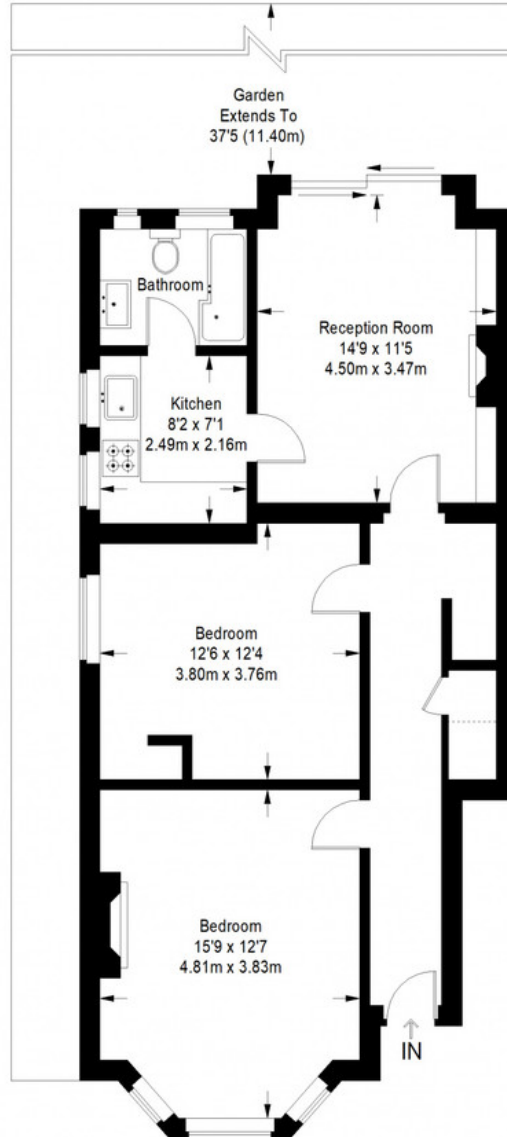 Garden
Extends To
37'5 (11.40m)
Bathroom
Reception Room
14'9 x 11'5
4.50m x 3.47m
Kitchen
8'2 x 7'1
2.49m x 2.16m
Bedroom
12'6 x 12'4
3.80m x 3.76m
Bedroom
15'9 x 12'7
4.81m x 3.83m
IN